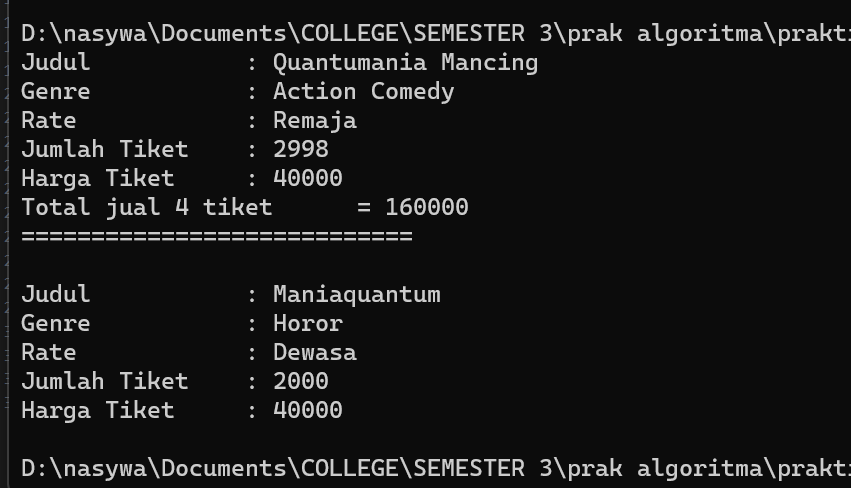 D:\nasywa\Documents\COLLEGE\SEMESTER 3\prak algoritma\prakti
Judul : Quantumania Mancing
Genre : Action Comedy
Rate : Remaja
Jumlah Tiket : 2998
Harga Tiket : 40000
Total jual 4 tiket = 160000
============================
Judul : Maniaquantum
Genre : Horor
Rate : Dewasa
Jumlah Tiket : 2000
Harga Tiket : 40000
D:\nasywa\Documents\COLLEGE\SEMESTER 3\prak algoritma\prakti